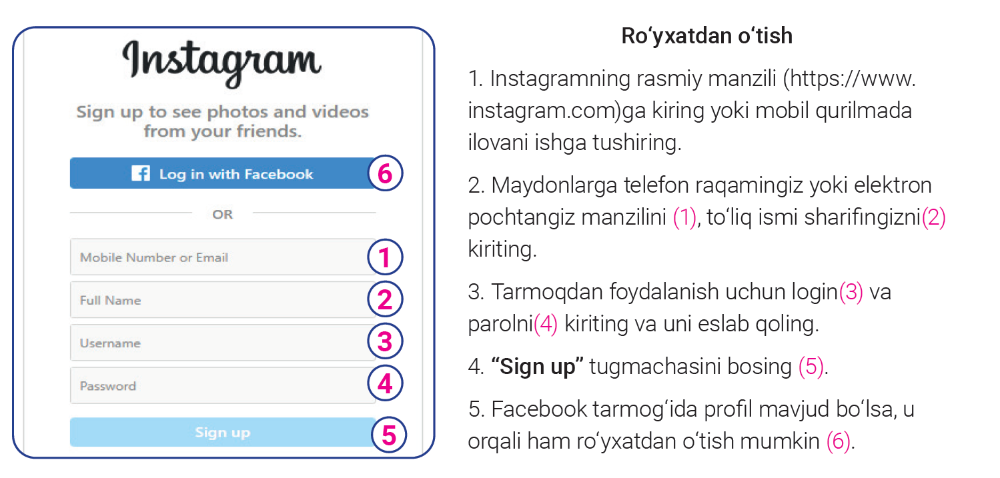 Instagram
Sign up to see photos and videos
from your friends.
Log in with Facebook 6
OR
Mobile Number or Email 1
Full Name 2
Username 3
Password 4
Sign up 5
Ro‘yxatdan o‘tish
1. Instagramning rasmiy manzili (https://www.
instagram.com)ga kiring yoki mobil qurilmada
ilovani ishga tushiring.
2. Maydonlarga telefon raqamingiz yoki elektron
pochtangiz manzilini (1), to‘liq ismi sharifingizni(2)
kiriting.
3. Tarmoqdan foydalanish uchun login(3) va
parolni(4) kiriting va uni eslab qoling.
4. “Sign up” tugmachasini bosing (5).
5. Facebook tarmog‘ida profil mavjud bo‘lsa, u
orqali ham ro‘yxatdan o‘tish mumkin (6).